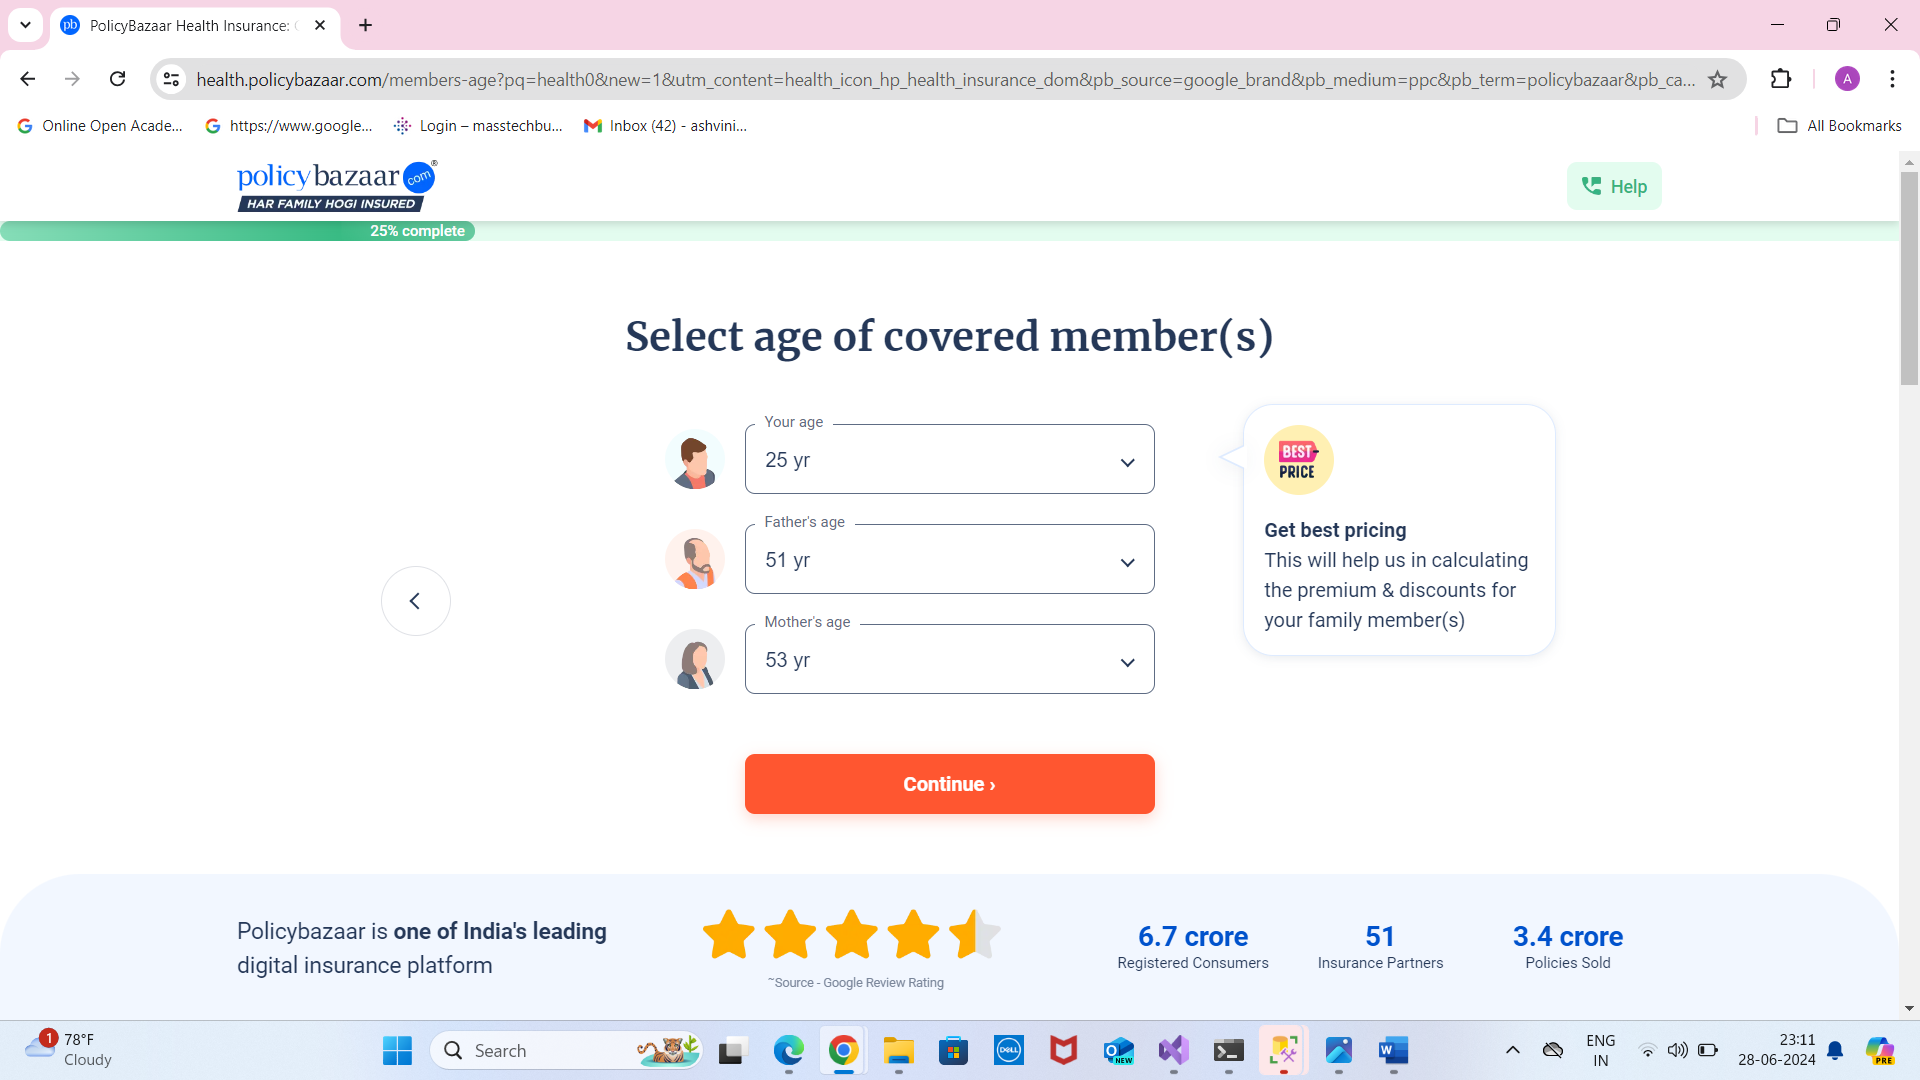 PolicyBazaar Health Insurance:
health.policybazaar.com/members-age?pq=health0&new=1&utm_content=health_icon_hp_health_insurance_dom&pb_source=google_brand&pb_medium=ppc&pb_term=policybazaar&pb_ca...
A
Online Open Acade...
https://www.google...
Login – masstechbu...
Inbox (42) - ashvini...
All Bookmarks
policybazaar com®
HAR FAMILY HOGI INSURED
Help
25% complete
Select age of covered member(s)
Your age
25 yr
Father's age
51 yr
Mother's age
53 yr
BEST
PRICE
Get best pricing
This will help us in calculating
the premium & discounts for
your family member(s)
Continue ›
Policybazaar is one of India's leading
digital insurance platform
~Source - Google Review Rating
6.7 crore
Registered Consumers
51
Insurance Partners
3.4 crore
Policies Sold
1
78°F
Cloudy
Search
DELL
NEW
W
ENG
IN
23:11
28-06-2024
PRE